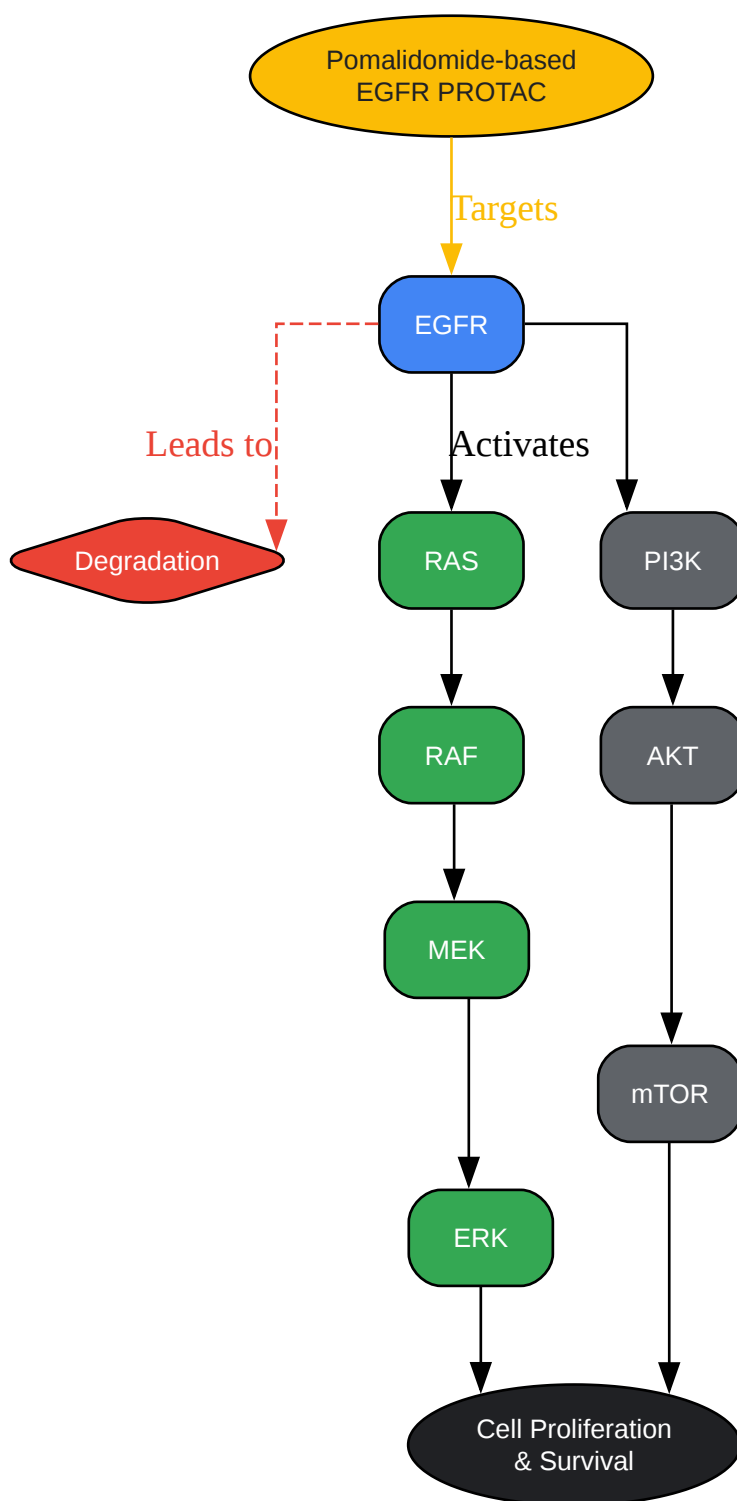 Pomalidomide-based
EGFR PROTAC
Targets
EGFR
Leads to
Activates
Degradation
RAS
PI3K
RAF
AKT
MEK
mTOR
ERK
Cell Proliferation
& Survival